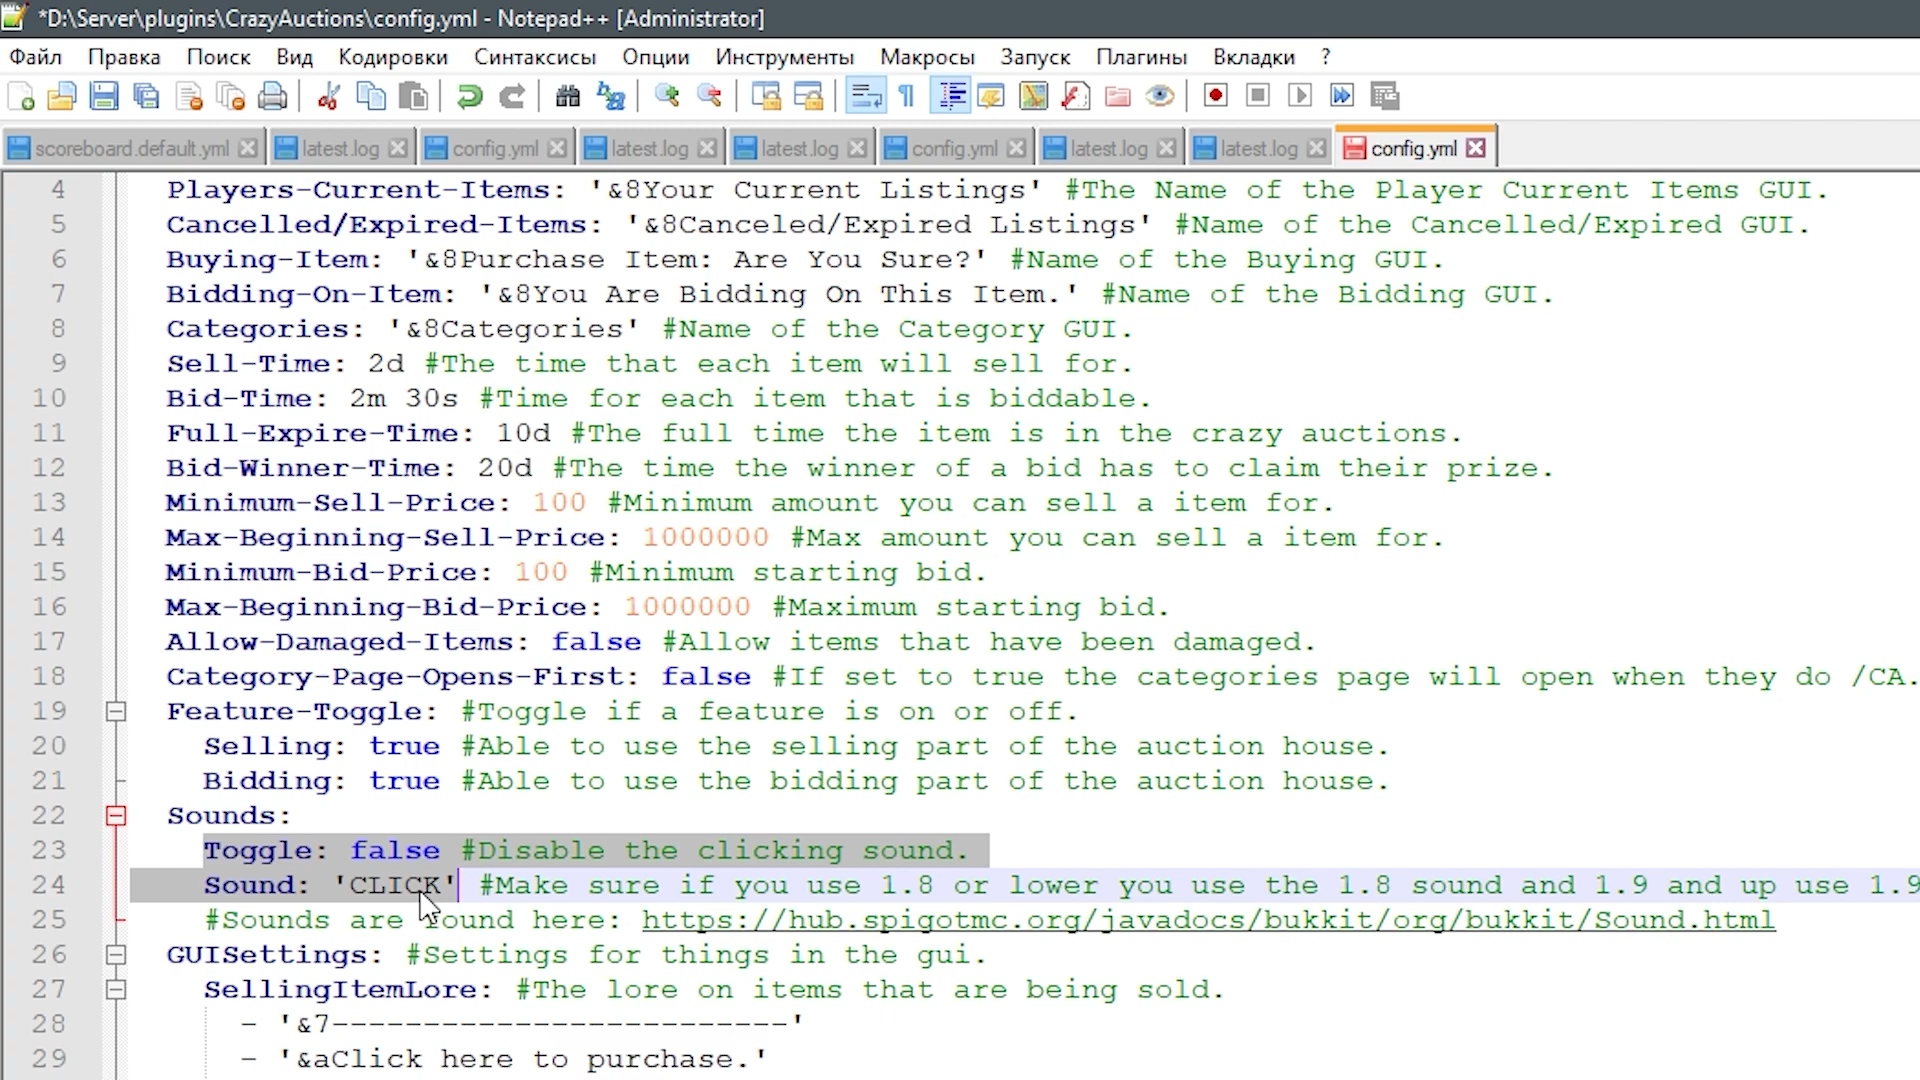 *D:\Server\plugins\CrazyAuctions\config.yml - Notepad++ [Administrator]
Файл Правка Поиск Вид Кодировки Синтаксисы Опции Инструменты Макросы Запуск Плагины Вкладки ?
scoreboard.default.yml latest.log config.yml latest.log latest.log config.yml latest.log latest.log config.yml
4 Players-Current-Items: '&8Your Current Listings' #The Name of the Player Current Items GUI.
5 Cancelled/Expired-Items: '&8Canceled/Expired Listings' #Name of the Cancelled/Expired GUI.
6 Buying-Item: '&8Purchase Item: Are You Sure?' #Name of the Buying GUI.
7 Bidding-On-Item: '&8You Are Bidding On This Item.' #Name of the Bidding GUI.
8 Categories: '&8Categories' #Name of the Category GUI.
9 Sell-Time: 2d #The time that each item will sell for.
10 Bid-Time: 2m 30s #Time for each item that is biddable.
11 Full-Expire-Time: 10d #The full time the item is in the crazy auctions.
12 Bid-Winner-Time: 20d #The time the winner of a bid has to claim their prize.
13 Minimum-Sell-Price: 100 #Minimum amount you can sell a item for.
14 Max-Beginning-Sell-Price: 1000000 #Max amount you can sell a item for.
15 Minimum-Bid-Price: 100 #Minimum starting bid.
16 Max-Beginning-Bid-Price: 1000000 #Maximum starting bid.
17 Allow-Damaged-Items: false #Allow items that have been damaged.
18 Category-Page-Opens-First: false #If set to true the categories page will open when they do /CA.
19 Feature-Toggle: #Toggle if a feature is on or off.
20 Selling: true #Able to use the selling part of the auction house.
21 Bidding: true #Able to use the bidding part of the auction house.
22 Sounds:
23 Toggle: false #Disable the clicking sound.
24 Sound: 'CLICK' #Make sure if you use 1.8 or lower you use the 1.8 sound and 1.9 and up use 1.9
25 #Sounds are found here: https://hub.spigotmc.org/javadocs/bukkit/org/bukkit/Sound.html
26 GUISettings: #Settings for things in the gui.
27 SellingItemLore: #The lore on items that are being sold.
28 - '&7-------------------------'
29 - '&aClick here to purchase.'